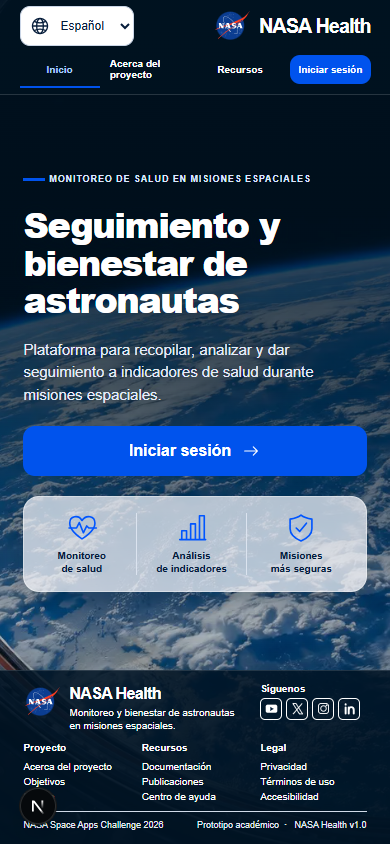 Español
NASA
NASA Health
Inicio
Acerca del
proyecto
Recursos
Iniciar sesión
MONITOREO DE SALUD EN MISIONES ESPACIALES
Seguimiento y
bienestar de
astronautas
Plataforma para recopilar, analizar y dar
seguimiento a indicadores de salud durante
misiones espaciales.
Iniciar sesión →
Monitoreo
de salud
Análisis
de indicadores
Misiones
más seguras
NASA
NASA Health
Monitoreo y bienestar de astronautas
en misiones espaciales.
Síguenos
Proyecto
Acerca del proyecto
Objetivos
Recursos
Documentación
Publicaciones
Centro de ayuda
Legal
Privacidad
Términos de uso
Accesibilidad
N
NASA Space Apps Challenge 2026
Prototipo académico - NASA Health v1.0